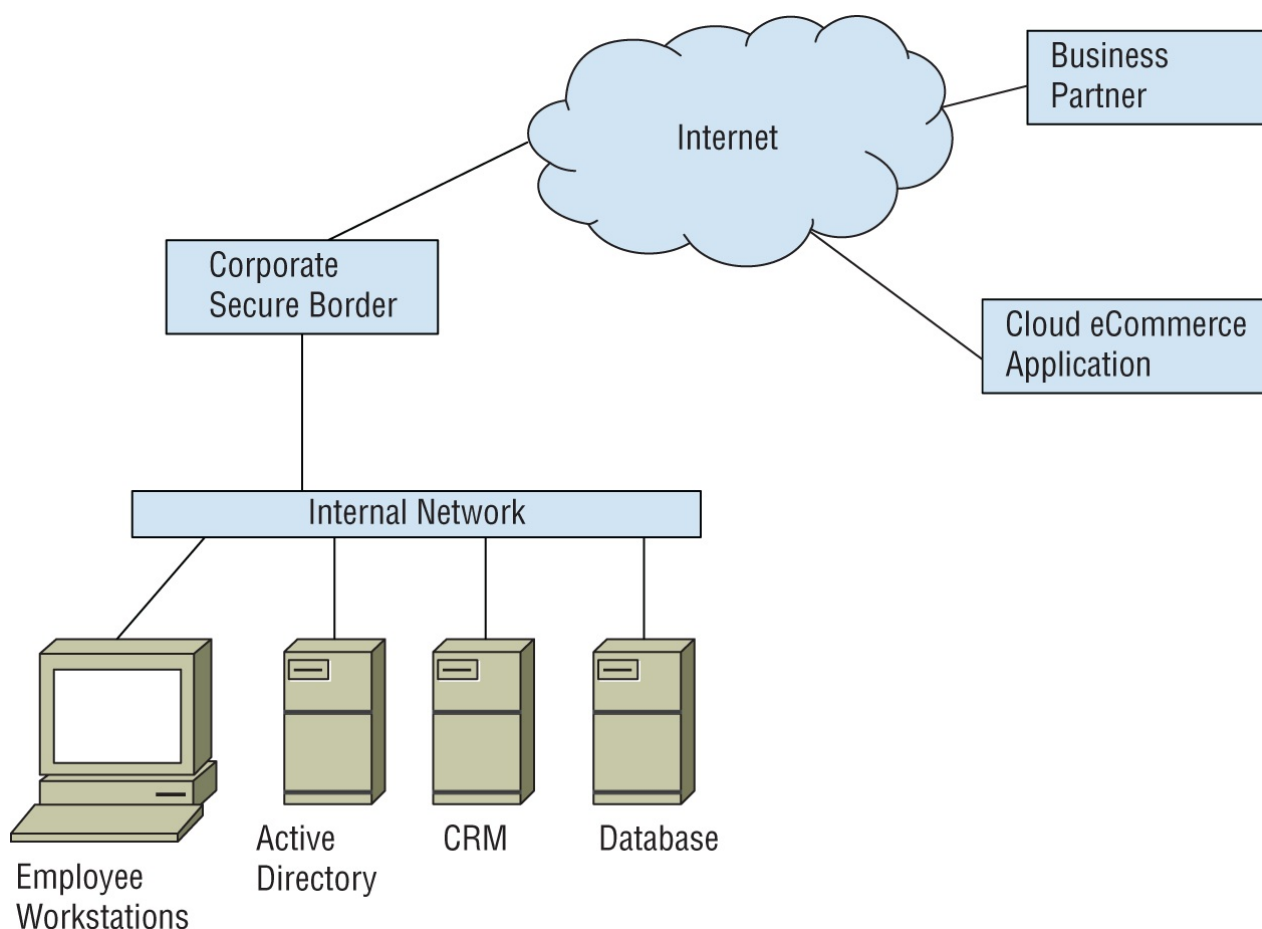 Internet
Business
Partner
Corporate
Secure Border
Cloud eCommerce
Application
Internal Network
Employee
Workstations
Active
Directory
CRM
Database